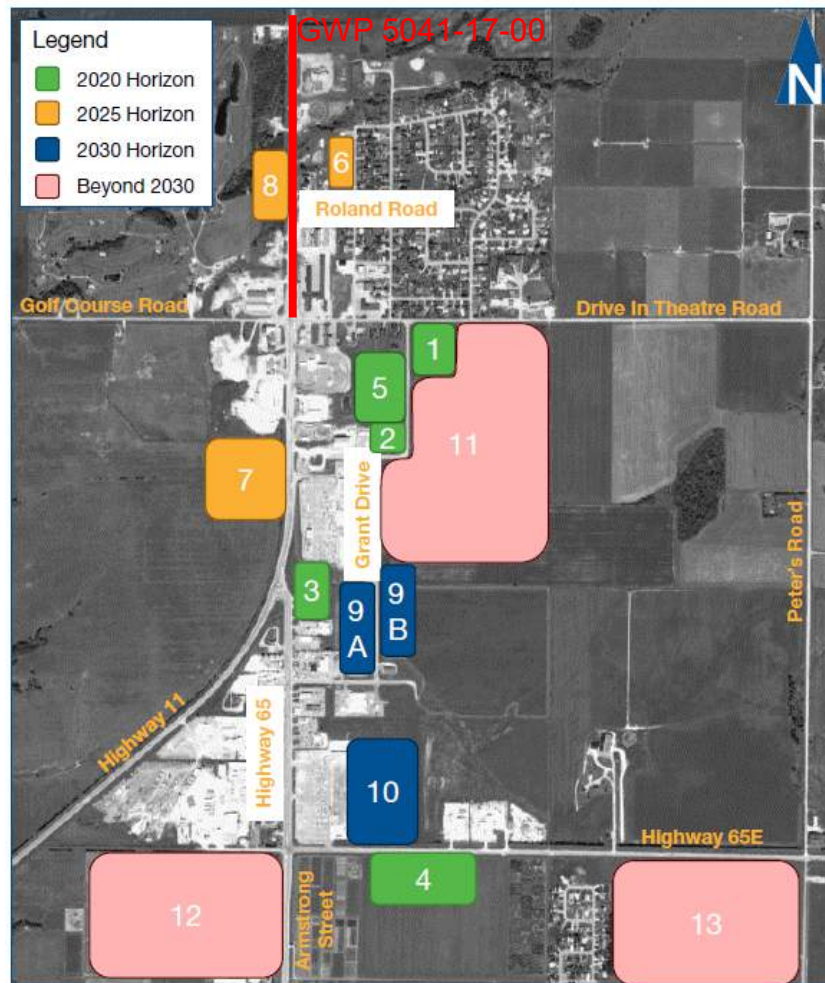 GWP 5041-17-00
Legend
2020 Horizon
2025 Horizon
2030 Horizon
Beyond 2030
N
8
6
Roland Road
Golf Course Road
Drive In Theatre Road
1
5
2
11
7
Grant Drive
Peter's Road
3
9
A
9
B
Highway 11
Highway 65
10
Highway 65E
4
12
Armstrong
Street
13